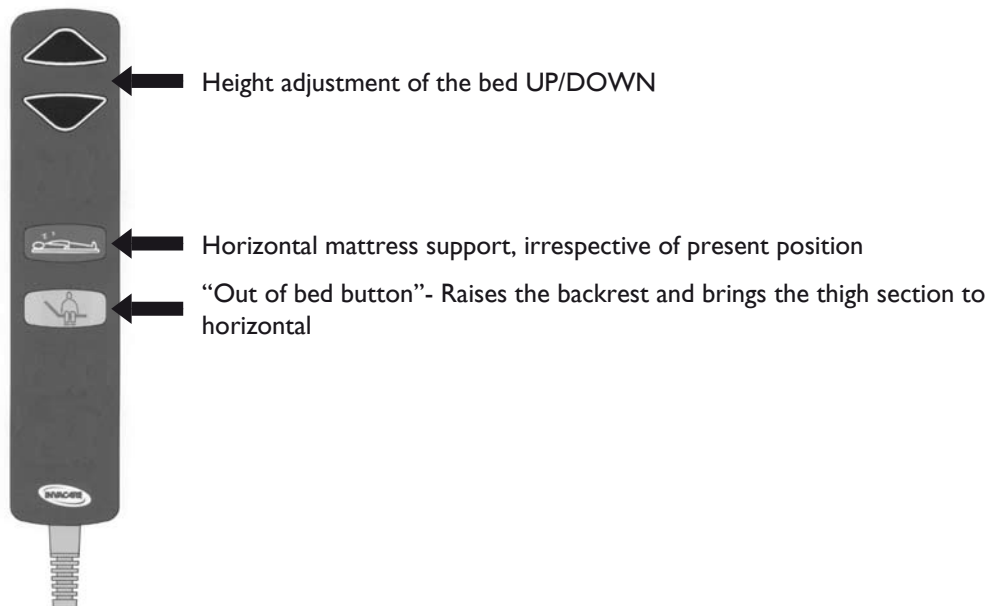 Height adjustment of the bed UP/DOWN
Horizontal mattress support, irrespective of present position
“Out of bed button”- Raises the backrest and brings the thigh section to
horizontal
INVACARE